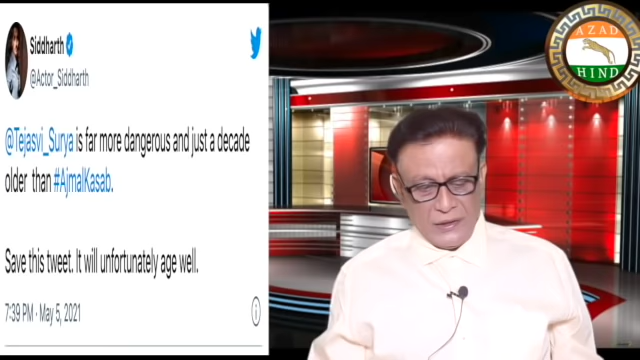 Siddharth
@Actor_Siddharth
@Tejasvi_Surya is far more dangerous and just a decade
older than #AjmalKasab.
Save this tweet. It will unfortunately age well.
7:39 PM · May 5, 2021
AZAD
HIND